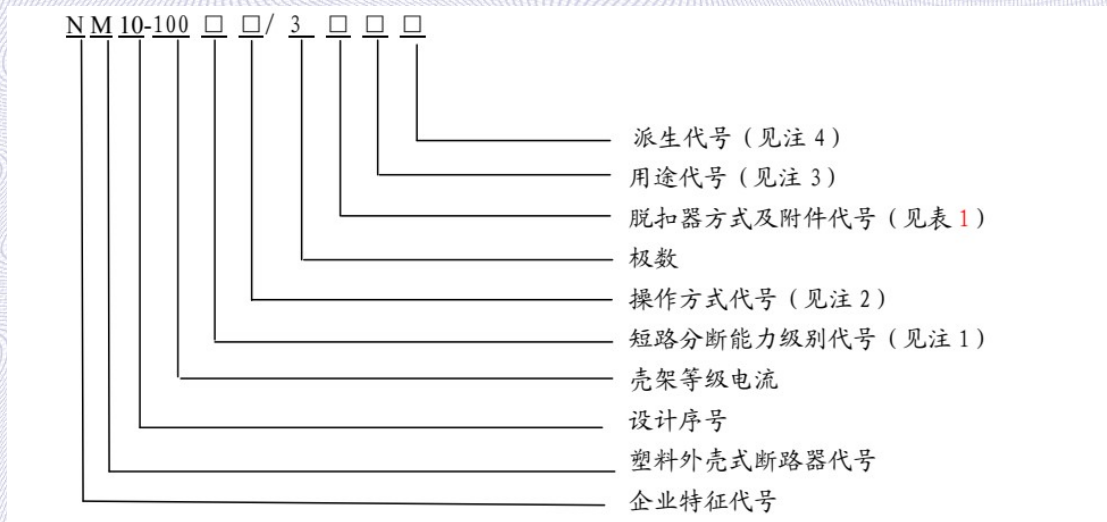 N M 10-100 □ □ / 3 □ □ □
派生代号（见注 4）
用途代号（见注 3）
脱扣器方式及附件代号（见表 1）
极数
操作方式代号（见注 2）
短路分断能力级别代号（见注 1）
壳架等级电流
设计序号
塑料外壳式断路器代号
企业特征代号